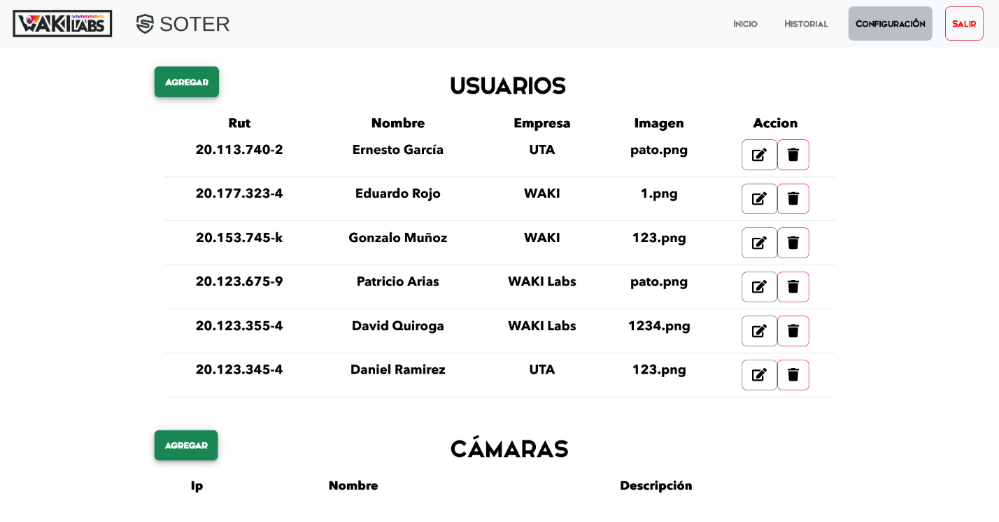 WAKILABS SOTER Inicio Historial Configuración Salir
Agregar USUARIOS
Rut Nombre Empresa Imagen Accion
20.113.740-2 Ernesto García UTA pato.png
20.177.323-4 Eduardo Rojo WAKI 1.png
20.153.745-k Gonzalo Muñoz WAKI 123.png
20.123.675-9 Patricio Arias WAKI Labs pato.png
20.123.355-4 David Quiroga WAKI Labs 1234.png
20.123.345-4 Daniel Ramirez UTA 123.png
Agregar CÁMARAS
Ip Nombre Descripción